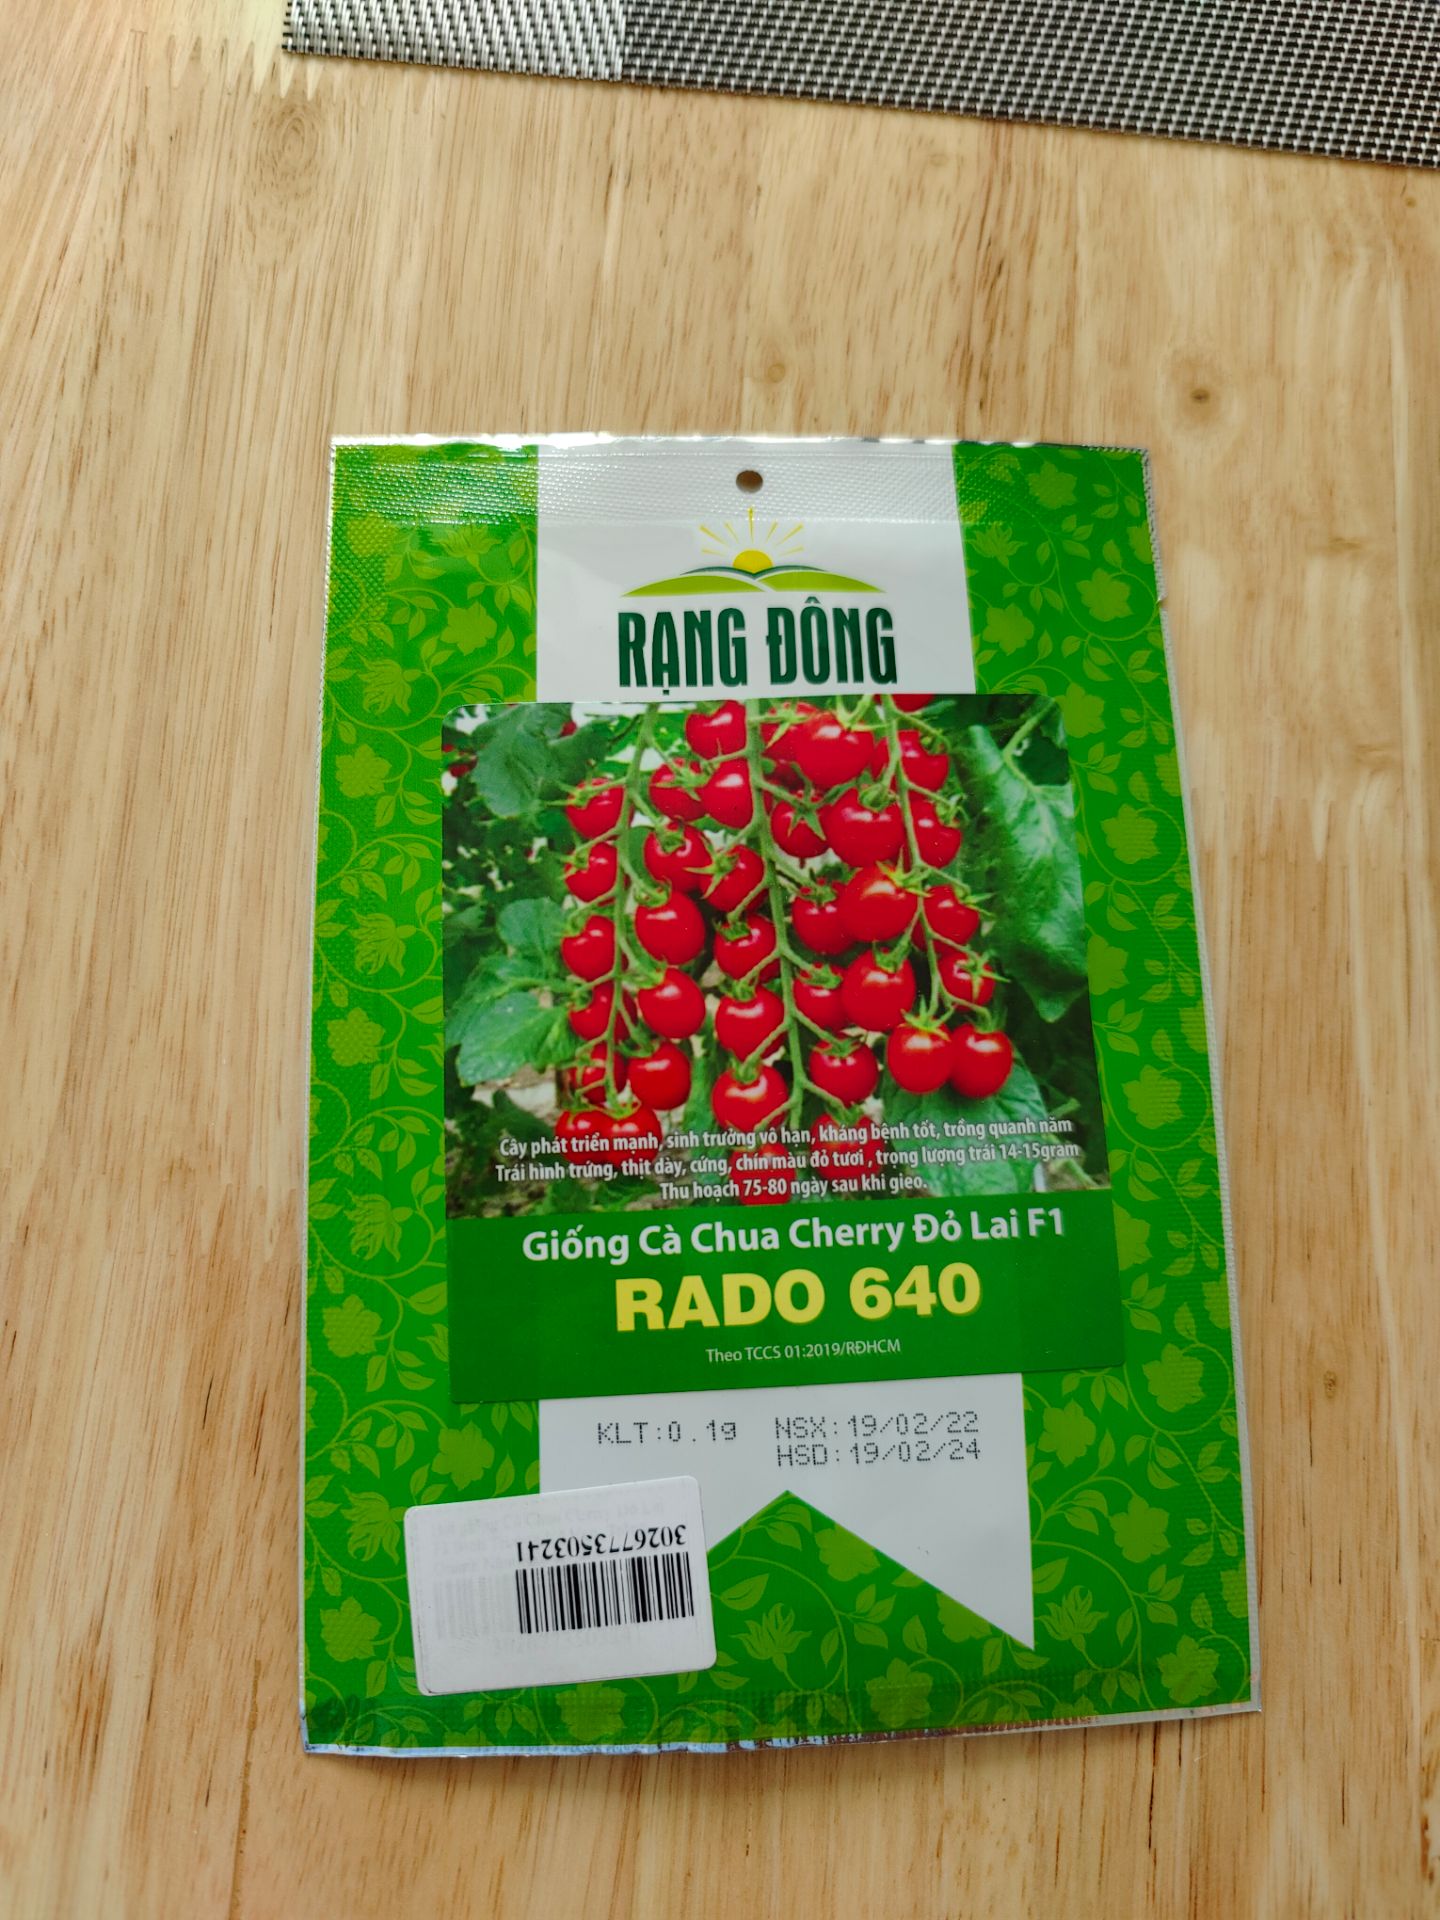 RẠNG ĐÔNG
Cây phát triển mạnh, sinh trưởng vô hạn, kháng bệnh tốt, trồng quanh năm
Trái hình trứng, thịt dày, cứng, chín màu đỏ tươi , trọng lượng trái 14-15gram
Thu hoạch 75-80 ngày sau khi gieo.
Giống Cà Chua Cherry Đỏ Lai F1
RADO 640
Theo TCCS 01:2019/RĐHCM
KLT:0.1g NSX:19/02/22
HSD:19/02/24
3026773503241